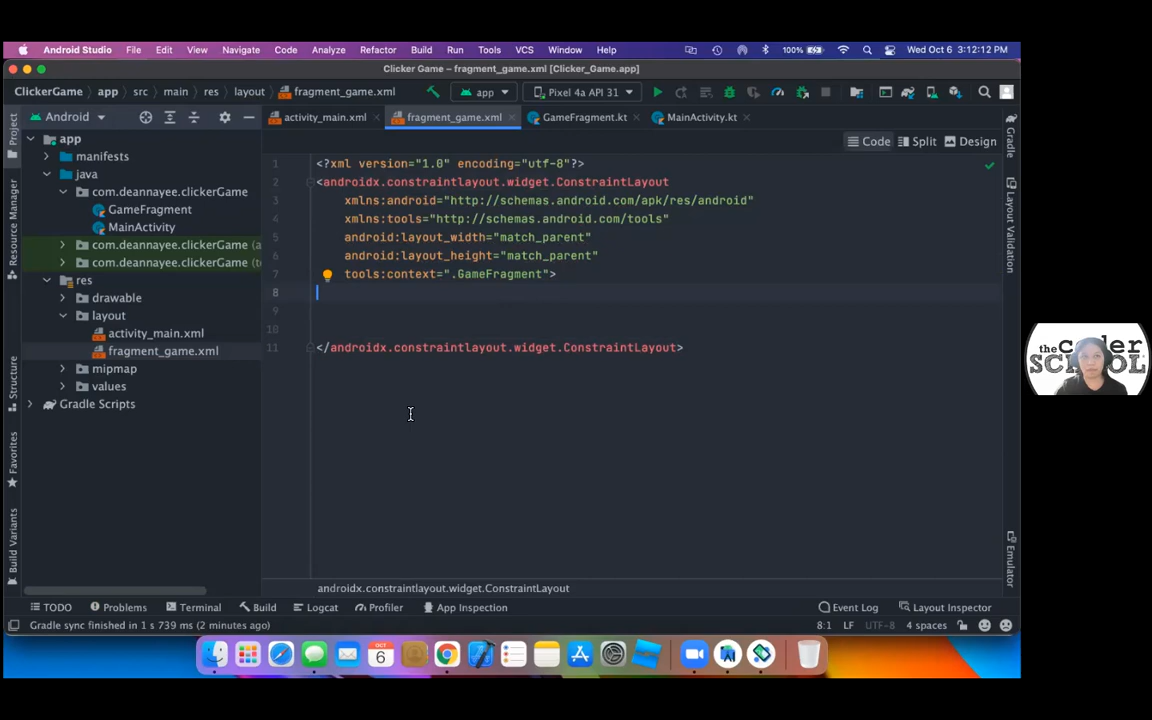 Android Studio File Edit View Navigate Code Analyze Refactor Build Run Tools VCS Window Help 100% Wed Oct 6 3:12:12 PM
Clicker Game – fragment_game.xml [Clicker_Game.app]
ClickerGame app src main res layout fragment_game.xml app Pixel 4a API 31
Project Android activity_main.xml fragment_game.xml GameFragment.kt MainActivity.kt Gradle
Code Split Design
app
manifests
java
com.deannayee.clickerGame
GameFragment
MainActivity
com.deannayee.clickerGame (a
com.deannayee.clickerGame (t
res
drawable
layout
activity_main.xml
fragment_game.xml
mipmap
values
Gradle Scripts
Resource Manager
Structure
Favorites
Build Variants
1 <?xml version="1.0" encoding="utf-8"?>
2 <androidx.constraintlayout.widget.ConstraintLayout
3 xmlns:android="http://schemas.android.com/apk/res/android"
4 xmlns:tools="http://schemas.android.com/tools"
5 android:layout_width="match_parent"
6 android:layout_height="match_parent"
7 tools:context=".GameFragment">
8
9
10
11 </androidx.constraintlayout.widget.ConstraintLayout>
Layout Validation
Emulator
the coder
SCHOOL
androidx.constraintlayout.widget.ConstraintLayout
TODO Problems Terminal Build Logcat Profiler App Inspection Event Log Layout Inspector
Gradle sync finished in 1 s 739 ms (2 minutes ago) 8:1 LF UTF-8 4 spaces
OCT
6